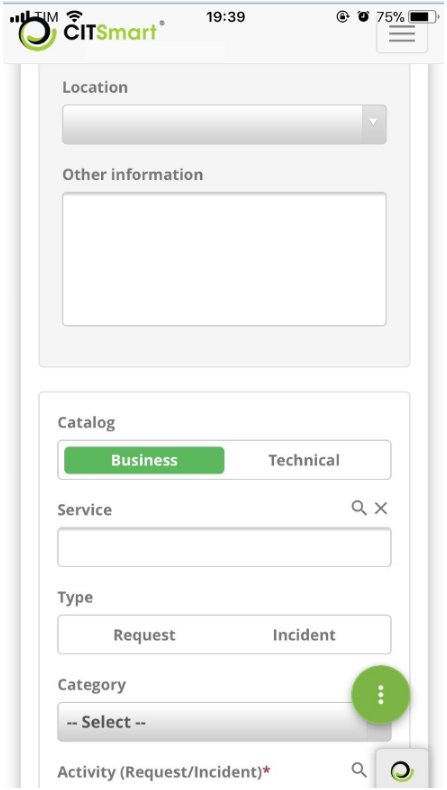 TIM 19:39 75%
CITSmart®
Location
Other information
Catalog
Business Technical
Service
Type
Request Incident
Category
-- Select --
Activity (Request/Incident)*